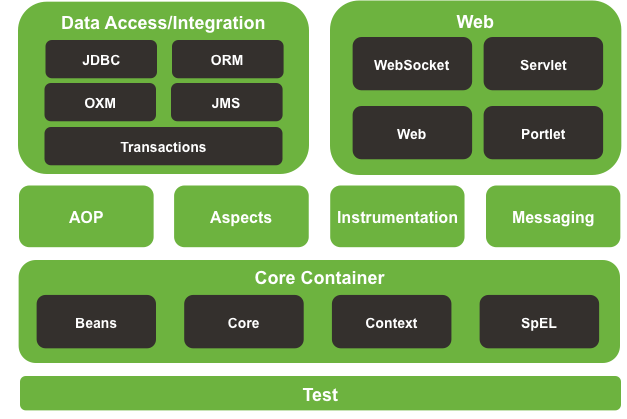 Data Access/Integration
JDBC
ORM
OXM
JMS
Transactions
Web
WebSocket
Servlet
Web
Portlet
AOP
Aspects
Instrumentation
Messaging
Core Container
Beans
Core
Context
SpEL
Test